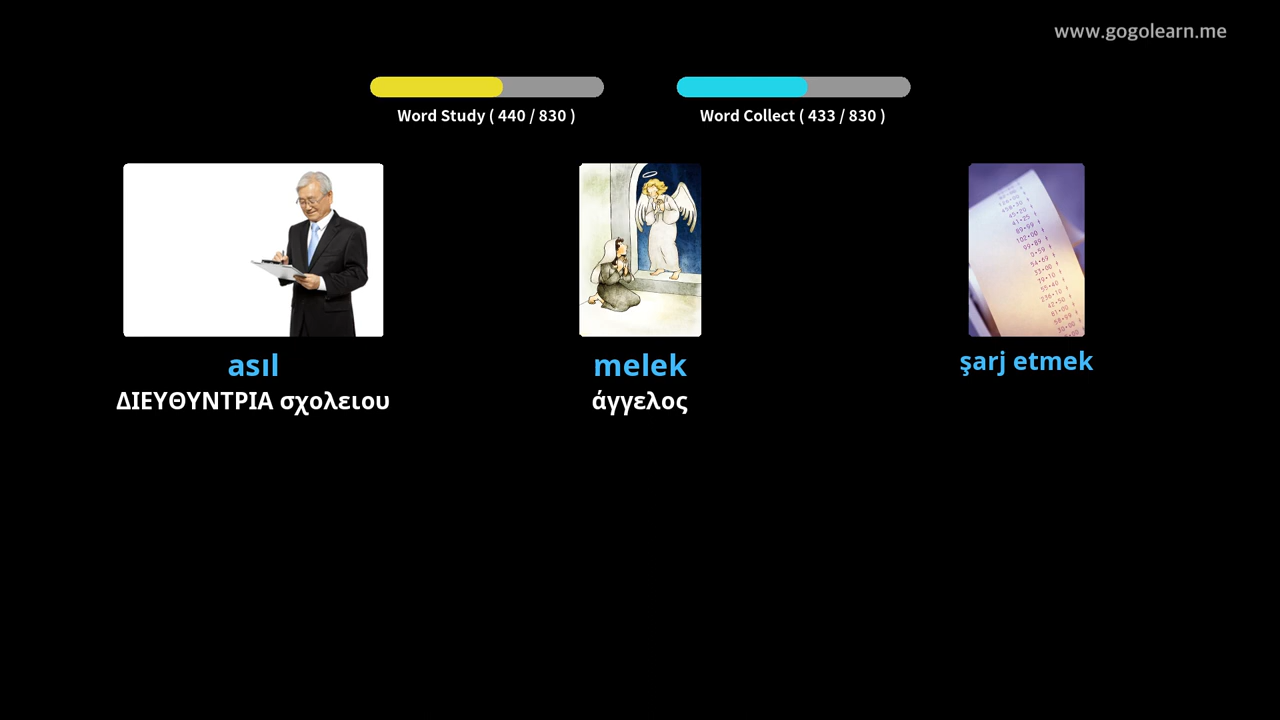 www.gogolearn.me
Word Study ( 440 / 830 )
Word Collect ( 433 / 830 )
asıl
ΔΙΕΥΘΥΝΤΡΙΑ σχολειου
melek
άγγελος
şarj etmek